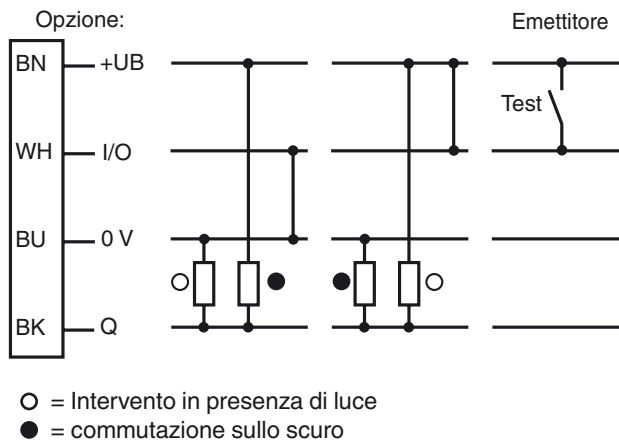 Opzione:
Emettitore
BN +UB
Test
WH I/O
BU 0 V
BK Q
= Intervento in presenza di luce
= commutazione sullo scuro